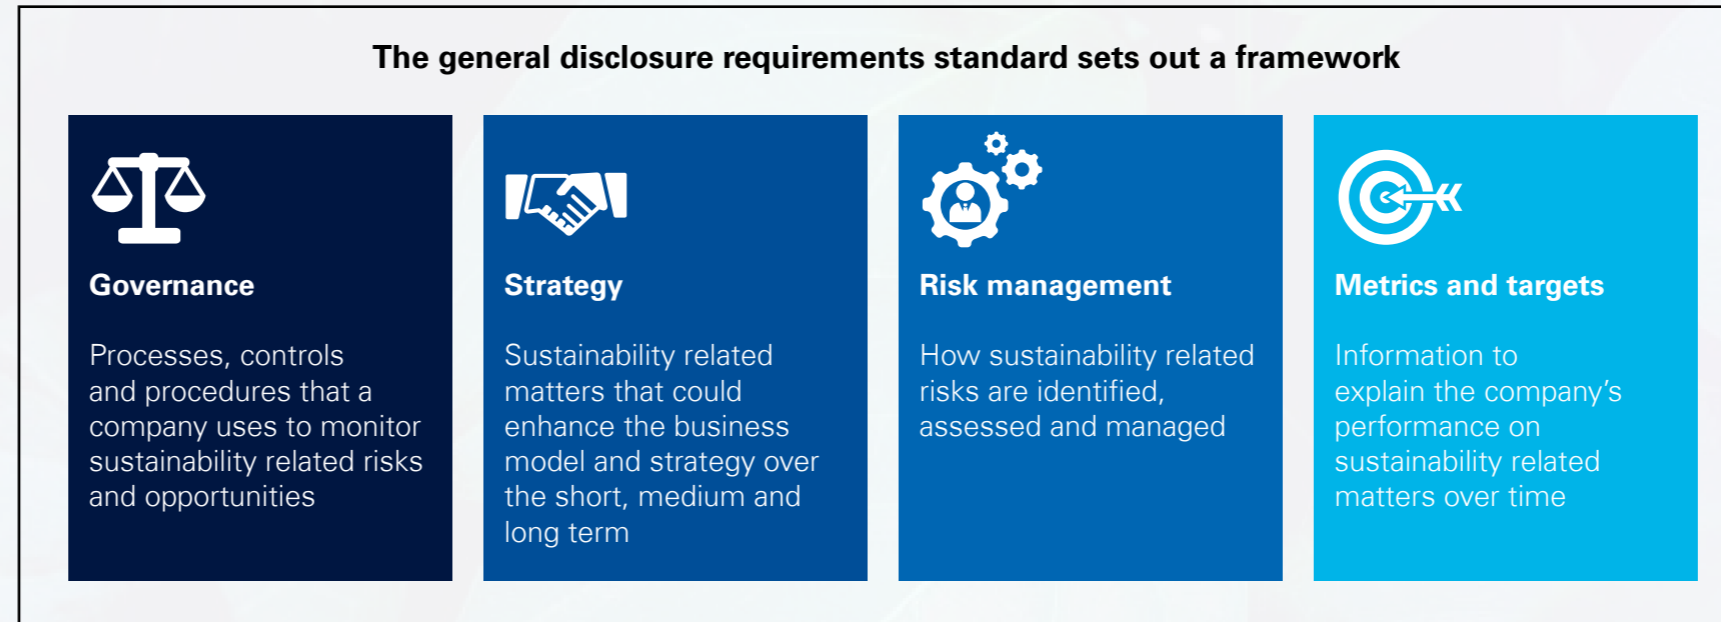 The general disclosure requirements standard sets out a framework
Governance
Processes, controls
and procedures that a
company uses to monitor
sustainability related risks
and opportunities
Strategy
Sustainability related
matters that could
enhance the business
model and strategy over
the short, medium and
long term
Risk management
How sustainability related
risks are identified,
assessed and managed
Metrics and targets
Information to
explain the company’s
performance on
sustainability related
matters over time